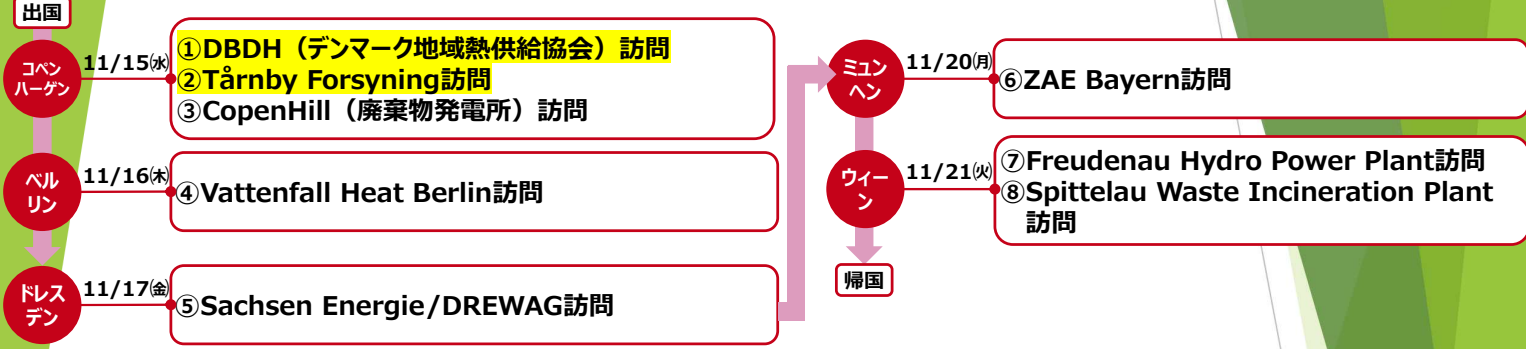 出国
コペン
ハーゲン
11/15㈬
①DBDH（デンマーク地域熱供給協会）訪問
②Tårnby Forsyning訪問
③CopenHill（廃棄物発電所）訪問
ベル
リン
11/16㈭
④Vattenfall Heat Berlin訪問
ドレス
デン
11/17㈮
⑤Sachsen Energie/DREWAG訪問
ミュン
ヘン
11/20㈪
⑥ZAE Bayern訪問
ウィー
ン
11/21㈫
⑦Freudenau Hydro Power Plant訪問
⑧Spittelau Waste Incineration Plant
訪問
帰国